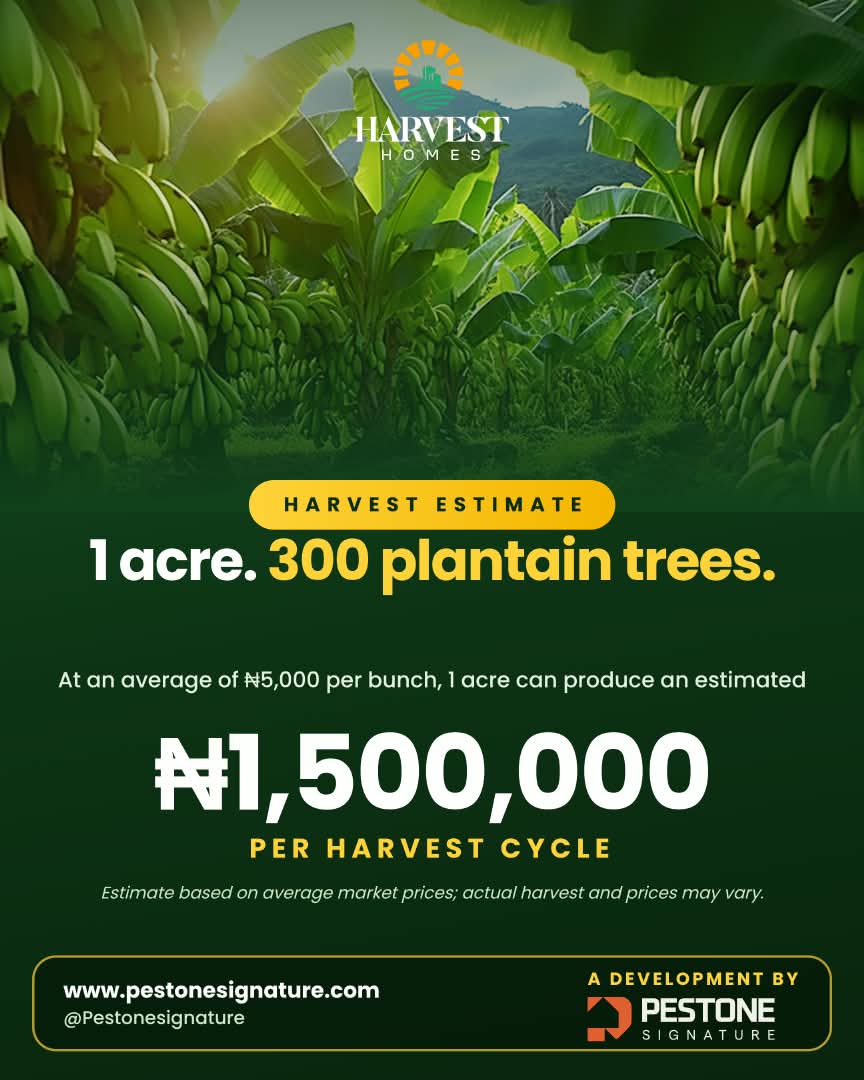 HARVEST
HOMES
HARVEST ESTIMATE
1 acre. 300 plantain trees.
At an average of ₦5,000 per bunch, 1 acre can produce an estimated
₦1,500,000
PER HARVEST CYCLE
Estimate based on average market prices; actual harvest and prices may vary.
www.pestonesignature.com
@Pestonesignature
A DEVELOPMENT BY
PESTONE
SIGNATURE